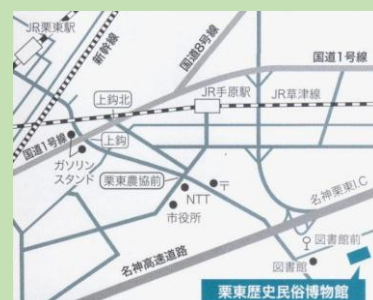 JR栗東駅
新幹線
国道8号線
国道1号線
上鈎北
JR手原駅
JR草津線
国道1号線
上鈎
ガソリン
スタンド
栗東農協前
NTT
〒
市役所
名神栗東I.C
図書館前
図書館
名神高速道路
栗東歴史民俗博物館